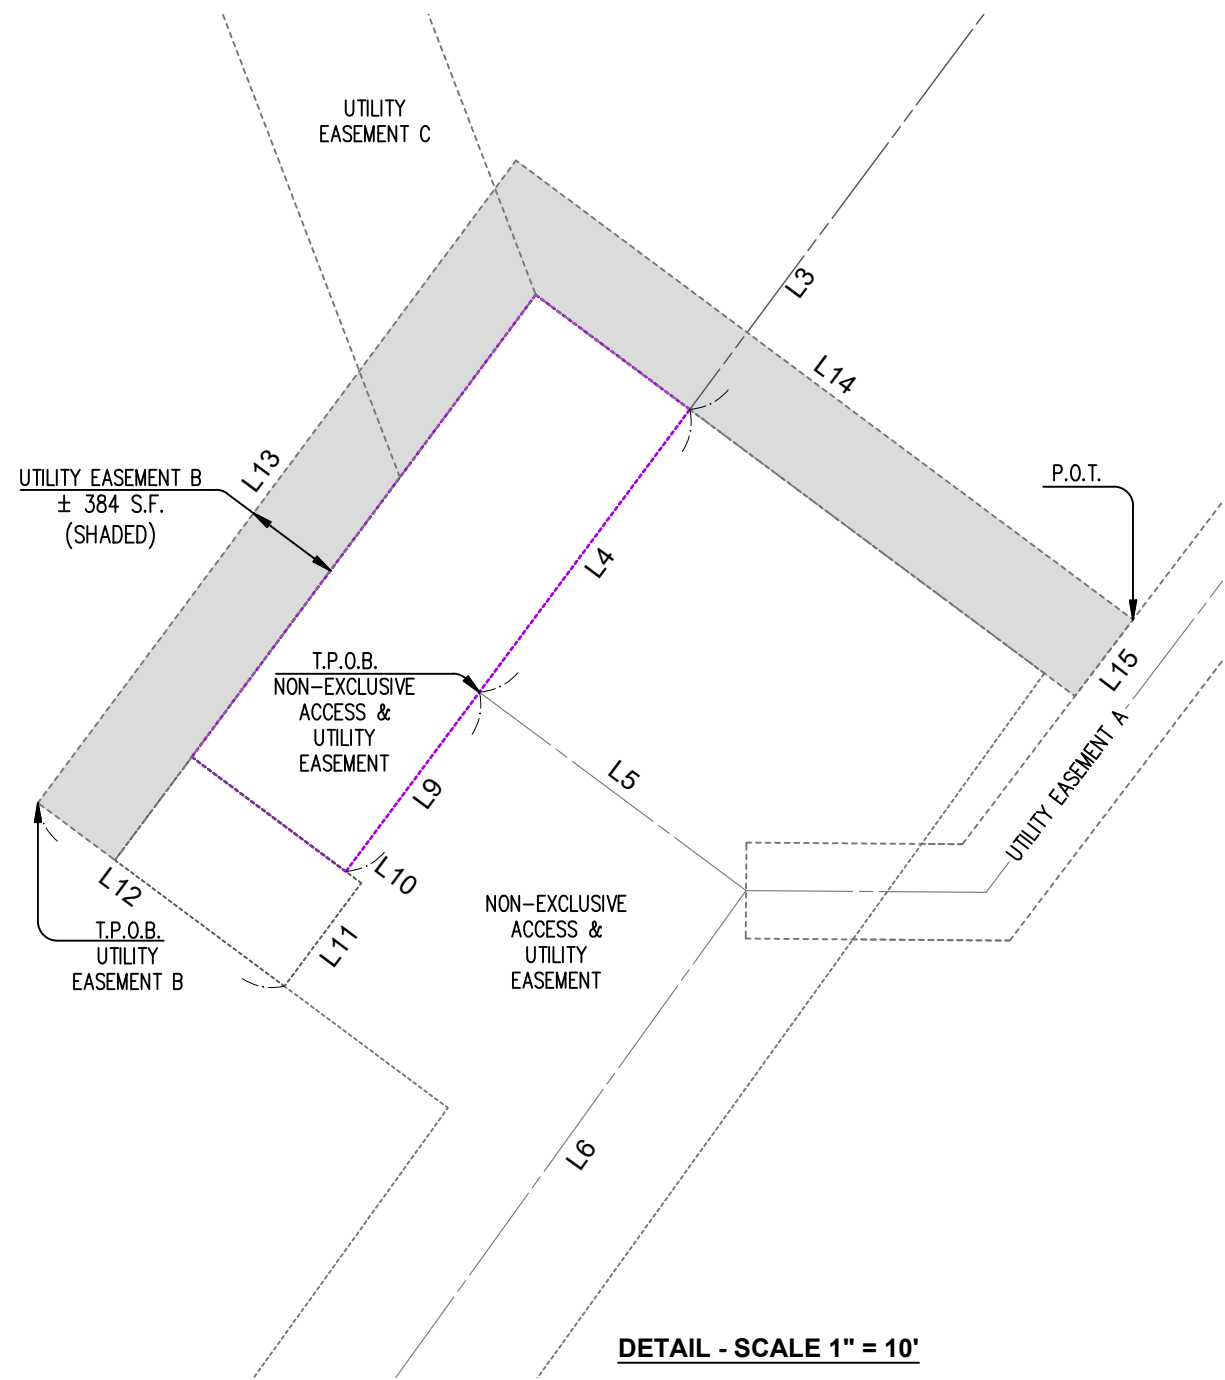 UTILITY
EASEMENT C
L3
L14
L13
UTILITY EASEMENT B
± 384 S.F.
(SHADED)
P.O.T.
L4
T.P.O.B.
NON-EXCLUSIVE
ACCESS &
UTILITY
EASEMENT
L15
UTILITY EASEMENT A
L5
L9
L10
L12
T.P.O.B.
UTILITY
EASEMENT B
L11
NON-EXCLUSIVE
ACCESS &
UTILITY
EASEMENT
L6
DETAIL - SCALE 1" = 10'